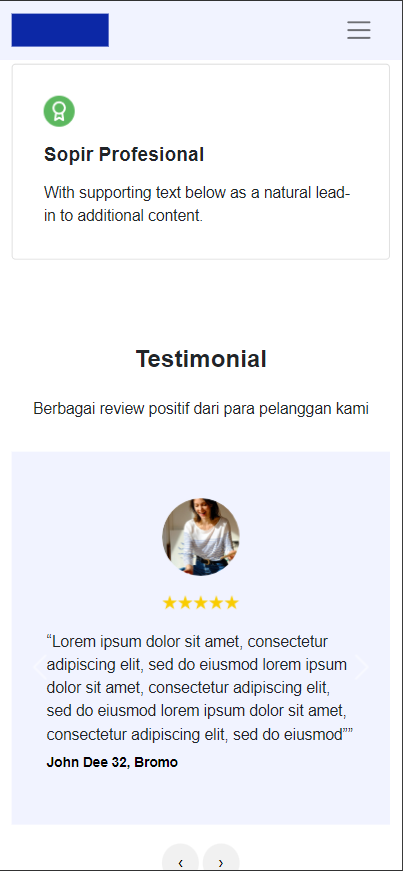 Sopir Profesional
With supporting text below as a natural lead-
in to additional content.
Testimonial
Berbagai review positif dari para pelanggan kami
“Lorem ipsum dolor sit amet, consectetur
adipiscing elit, sed do eiusmod lorem ipsum
dolor sit amet, consectetur adipiscing elit,
sed do eiusmod lorem ipsum dolor sit amet,
consectetur adipiscing elit, sed do eiusmod””
John Dee 32, Bromo
‹ ›